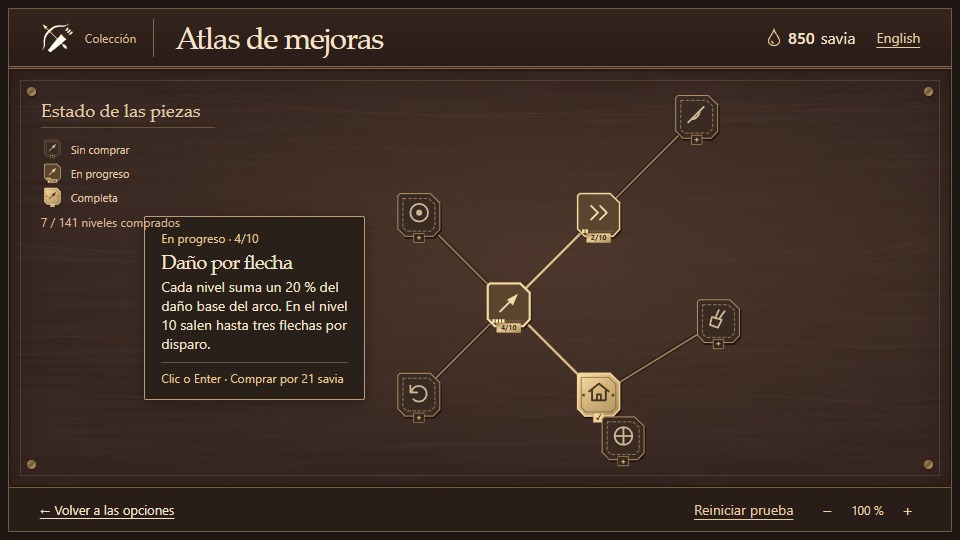 Colección
Atlas de mejoras
850 savia
English
Estado de las piezas
Sin comprar
En progreso
Completa
7 / 141 niveles comprados
En progreso · 4/10
Daño por flecha
Cada nivel suma un 20 % del
daño base del arco. En el nivel
10 salen hasta tres flechas por
disparo.
Clic o Enter · Comprar por 21 savia
+
+
2/10
4/10
+
+
✓
+
← Volver a las opciones
Reiniciar prueba
− 100 % +